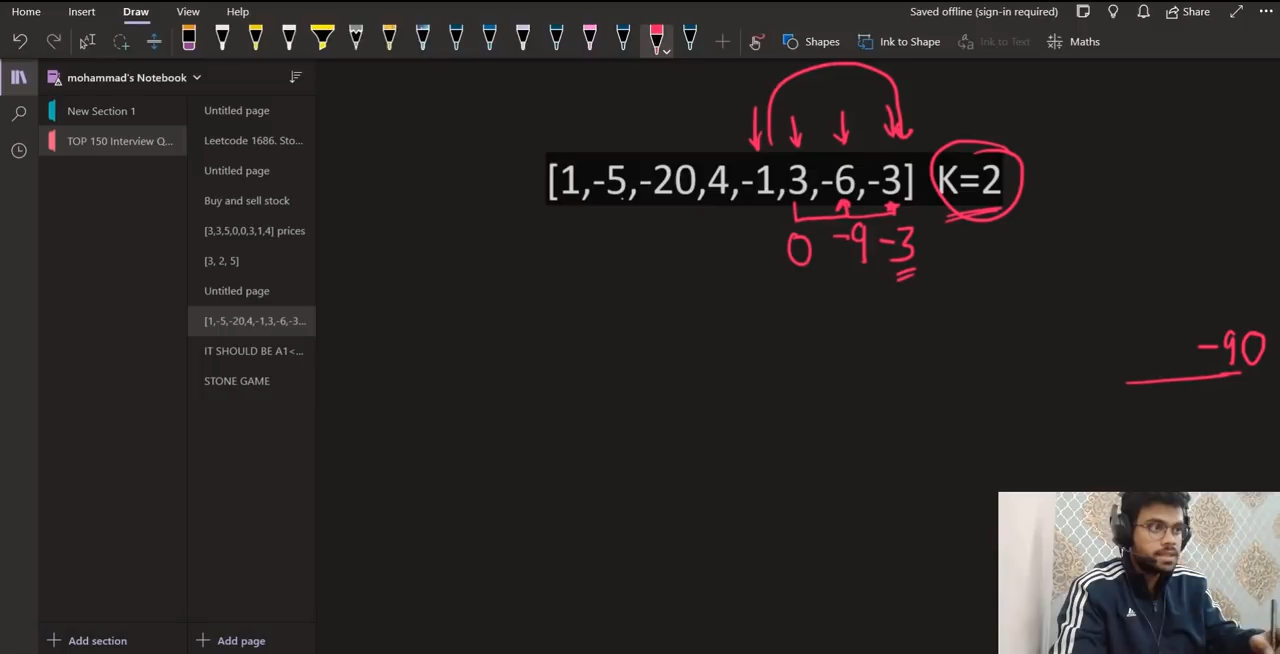 Home Insert Draw View Help Saved offline (sign-in required) Share
Shapes Ink to Shape Ink to Text Maths
mohammad's Notebook
New Section 1
TOP 150 Interview Q...
Untitled page
Leetcode 1686. Sto...
Untitled page
Buy and sell stock
[3,3,5,0,0,3,1,4] prices
[3, 2, 5]
Untitled page
[1,-5,-20,4,-1,3,-6,-3...
IT SHOULD BE A1<...
STONE GAME
Add section
Add page
[1,-5,-20,4,-1,3,-6,-3] K=2
0 -9 -3
-90